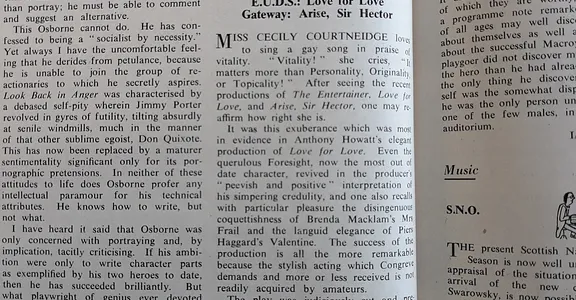 than portray; he must be able to comment
and suggest an alternative.
This Osborne cannot do. He has con-
fessed to being a "socialist by necessity."
Yet always I have the uncomfortable feel-
ing that he derides from petulance, because
he is unable to join the group of re-
actionaries to which he secretly aspires.
Look Back in Anger was characterised by
a debased self-pity wherein Jimmy Porter
revolved in gyres of futility, tilting absurdly
at senile windmills, much in the manner
of that other sublime egoist, Don Quixote.
This has now been replaced by a maturer
sentimentality significant only for its por-
nographic pretensions. In neither of these
attitudes to life does Osborne profer any
intellectual paramour for his technical
attributes. He knows how to write, but
not what.
I have heard it said that Osborne was
only concerned with portraying and, by
implication, tacitly criticising. If his ambi-
tion were only to write character parts
as exemplified by his two heroes to date,
then he has succeeded brilliantly. But
what playwright of genius ever devoted
E.U.D.S.: Love for Love
Gateway: Arise, Sir Hector
MISS CECILY COURTNEIDGE loves
to sing a gay song in praise of
vitality. "Vitality!" she cries, "It
matters more than Personality, Originality,
or Topicality!" After seeing the recent
productions of The Entertainer, Love for
Love, and Arise, Sir Hector, one may re-
affirm how right she is.
It was this exuberance which was most
in evidence in Anthony Howatt's elegant
production of Love for Love. Even the
querulous Foresight, now the most out of
date character, revived in the producer's
"peevish and positive" interpretation of
his simpering credulity, and one also recalls
with particular pleasure the disingenuous
coquettishness of Brenda Macklam's Mrs
Frail and the languid elegance of Piers
Haggard's Valentine. The success of the
production is all the more remarkable
because the stylish acting which Congreve
demands and more or less received is not
readily acquired by amateurs.
The play was judiciously cut and
of which they are
a programme note remark
of all ages may well disco
about themselves as well a
about the successful Macro
playgoer did not discover m
the hero than he had alread
the only thing he discover
self was the somewhat disp
he was the only person un
one of the few males, in
auditorium.
Music
S.N.O.
THE present Scottish N
Season is now well u
appraisal of the situation
arrival of the new
Swarowsky, is now possi